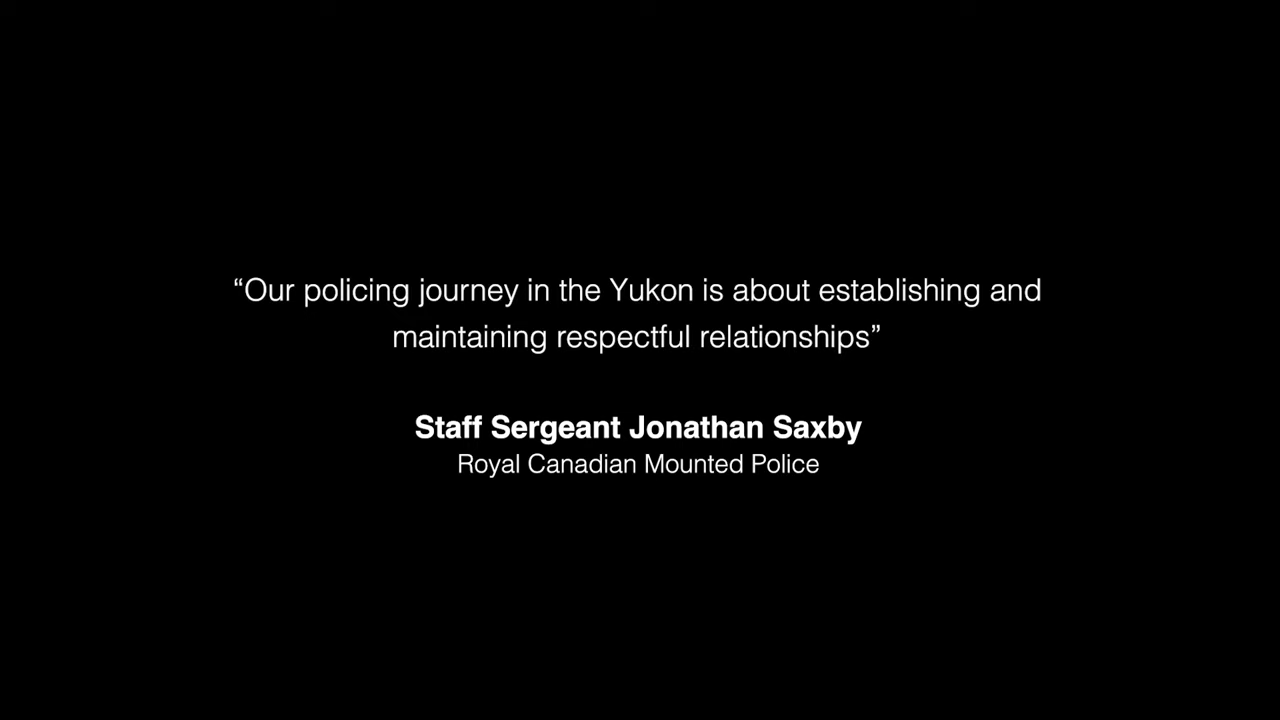 “Our policing journey in the Yukon is about establishing and
maintaining respectful relationships”
Staff Sergeant Jonathan Saxby
Royal Canadian Mounted Police